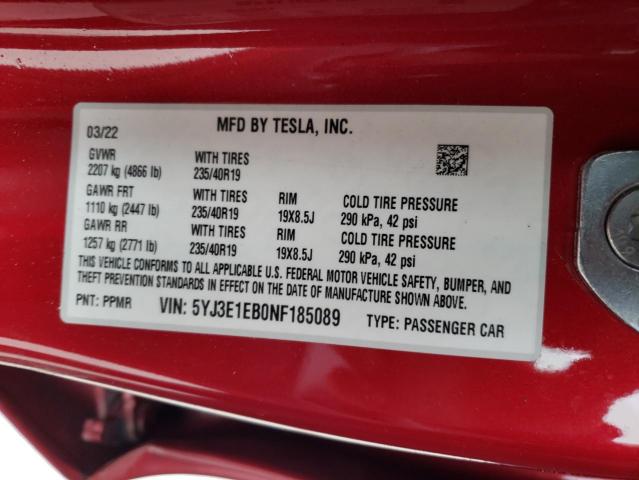 MFD BY TESLA, INC.
03/22
GVWR WITH TIRES
2207 kg (4866 lb) 235/40R19
GAWR FRT WITH TIRES RIM COLD TIRE PRESSURE
1110 kg (2447 lb) 235/40R19 19X8.5J 290 kPa, 42 psi
GAWR RR WITH TIRES RIM COLD TIRE PRESSURE
1257 kg (2771 lb) 235/40R19 19X8.5J 290 kPa, 42 psi
THIS VEHICLE CONFORMS TO ALL APPLICABLE U.S. FEDERAL MOTOR VEHICLE SAFETY, BUMPER, AND
THEFT PREVENTION STANDARDS IN EFFECT ON THE DATE OF MANUFACTURE SHOWN ABOVE.
PNT: PPMR VIN: 5YJ3E1EB0NF185089 TYPE: PASSENGER CAR